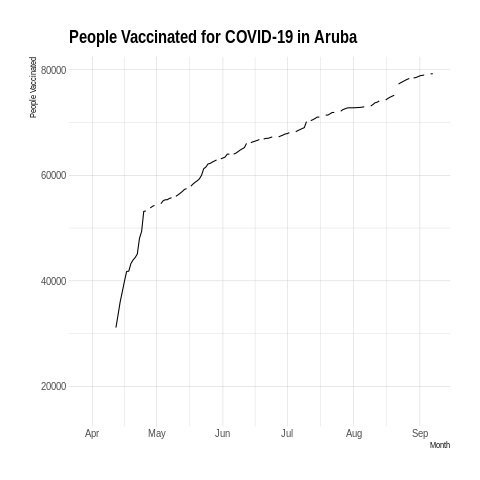 People Vaccinated for COVID-19 in Aruba
People Vaccinated
80000
60000
40000
20000
Apr May Jun Jul Aug Sep
Month